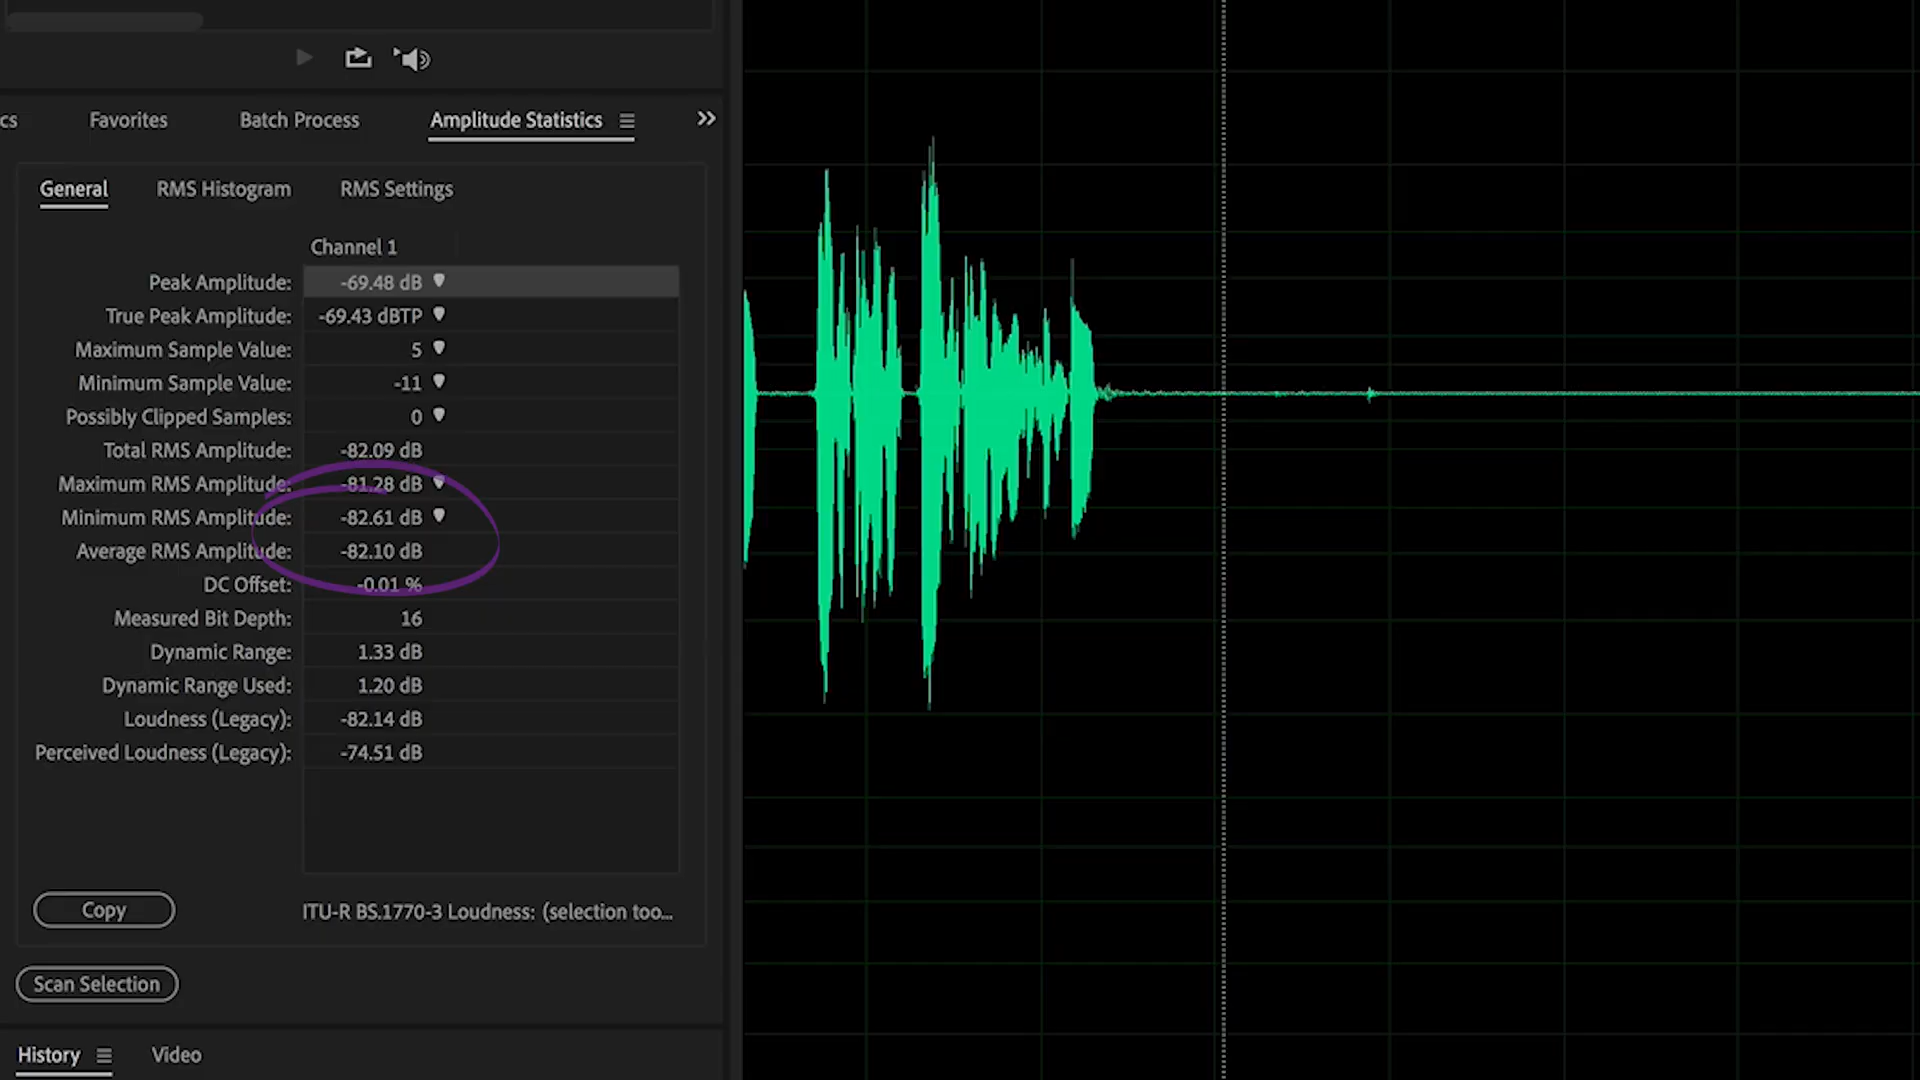 cs Favorites Batch Process Amplitude Statistics
General RMS Histogram RMS Settings
Channel 1
Peak Amplitude: -69.48 dB
True Peak Amplitude: -69.43 dBTP
Maximum Sample Value: 5
Minimum Sample Value: -11
Possibly Clipped Samples: 0
Total RMS Amplitude: -82.09 dB
Maximum RMS Amplitude: -81.28 dB
Minimum RMS Amplitude: -82.61 dB
Average RMS Amplitude: -82.10 dB
DC Offset: -0.01 %
Measured Bit Depth: 16
Dynamic Range: 1.33 dB
Dynamic Range Used: 1.20 dB
Loudness (Legacy): -82.14 dB
Perceived Loudness (Legacy): -74.51 dB
Copy ITU-R BS.1770-3 Loudness: (selection too...
Scan Selection
History Video